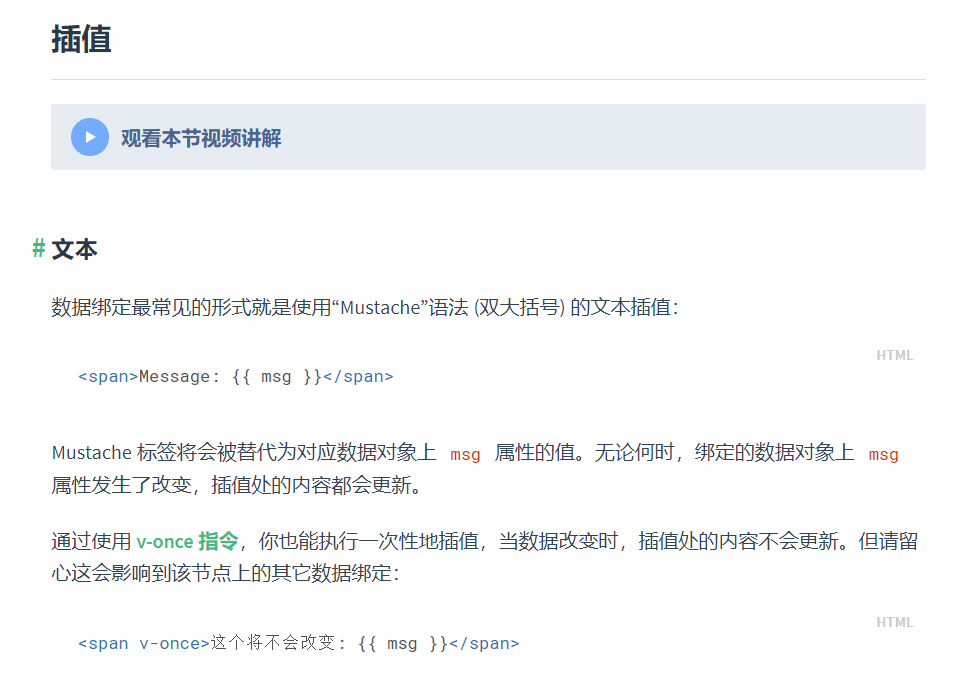 插值
观看本节视频讲解
# 文本
数据绑定最常见的形式就是使用“Mustache”语法 (双大括号) 的文本插值：
HTML
<span>Message: {{ msg }}</span>
Mustache 标签将会被替代为对应数据对象上 msg 属性的值。无论何时，绑定的数据对象上 msg
属性发生了改变，插值处的内容都会更新。
通过使用 v-once 指令，你也能执行一次性地插值，当数据改变时，插值处的内容不会更新。但请留
心这会影响到该节点上的其它数据绑定：
HTML
<span v-once>这个将不会改变: {{ msg }}</span>